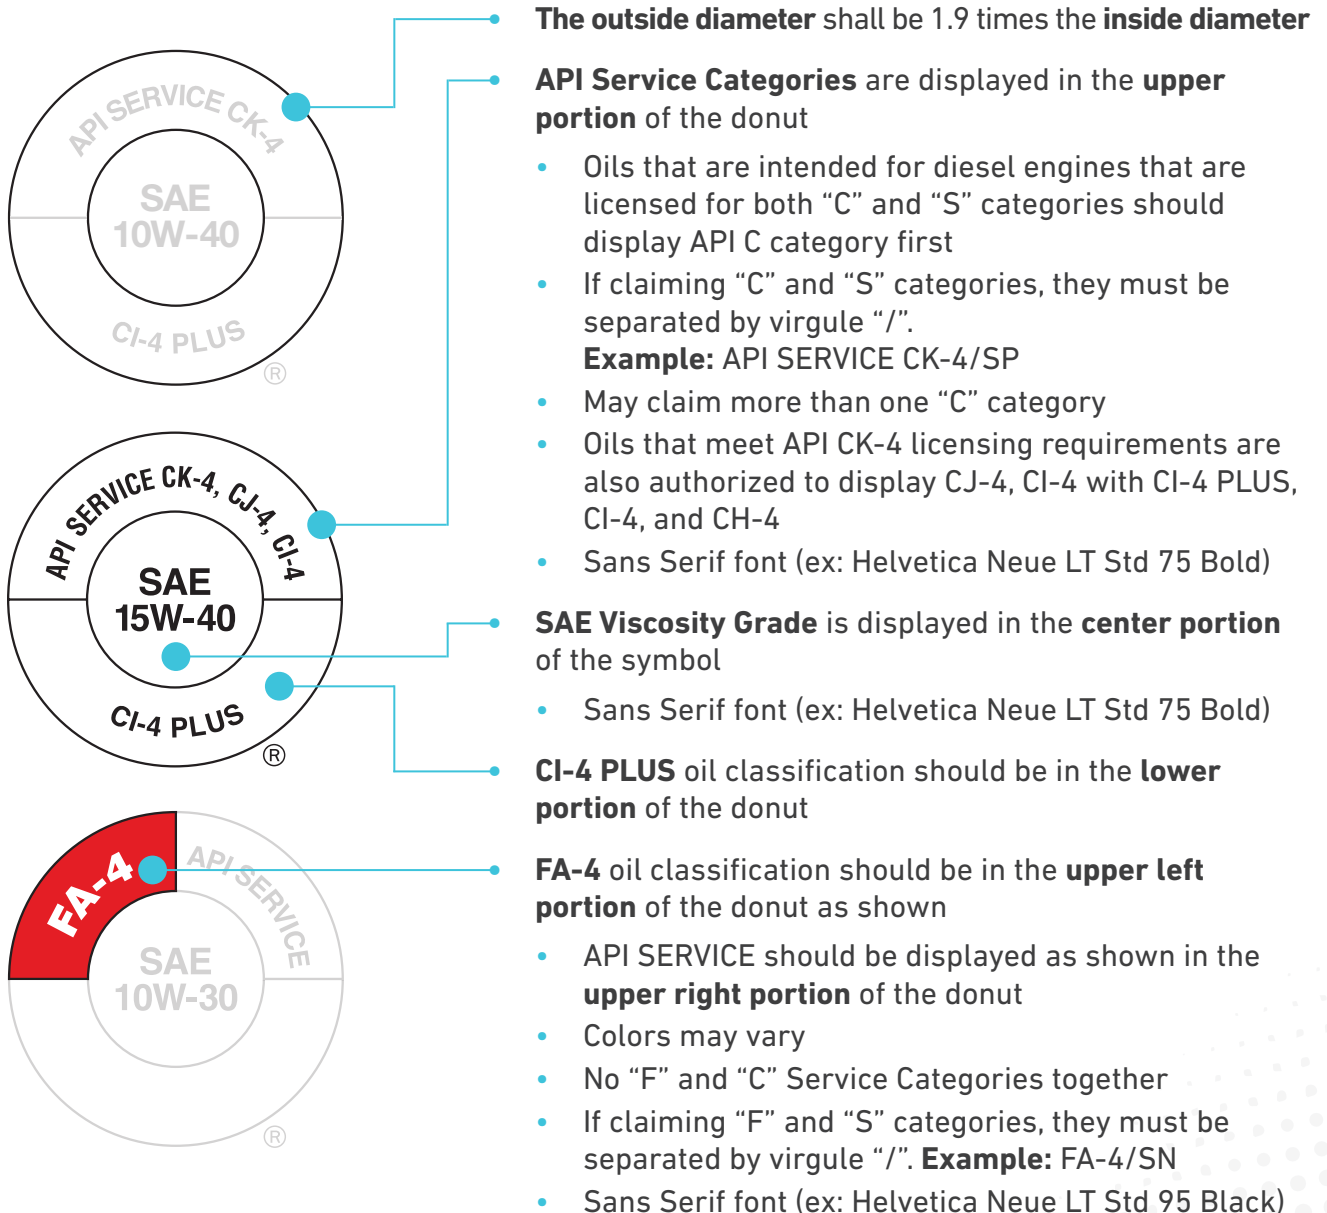 The outside diameter shall be 1.9 times the inside diameter
API Service Categories are displayed in the upper
portion of the donut
• Oils that are intended for diesel engines that are
licensed for both “C” and “S” categories should
display API C category first
• If claiming “C” and “S” categories, they must be
separated by virgule “/”.
Example: API SERVICE CK-4/SP
• May claim more than one “C” category
• Oils that meet API CK-4 licensing requirements are
also authorized to display CJ-4, CI-4 with CI-4 PLUS,
CI-4, and CH-4
• Sans Serif font (ex: Helvetica Neue LT Std 75 Bold)
SAE Viscosity Grade is displayed in the center portion
of the symbol
• Sans Serif font (ex: Helvetica Neue LT Std 75 Bold)
CI-4 PLUS oil classification should be in the lower
portion of the donut
FA-4 oil classification should be in the upper left
portion of the donut as shown
• API SERVICE should be displayed as shown in the
upper right portion of the donut
• Colors may vary
• No “F” and “C” Service Categories together
• If claiming “F” and “S” categories, they must be
separated by virgule “/”. Example: FA-4/SN
• Sans Serif font (ex: Helvetica Neue LT Std 95 Black)
API SERVICE CK-4
SAE
10W-40
CI-4 PLUS
®
API SERVICE CK-4, CJ-4, CI-4
SAE
15W-40
CI-4 PLUS
®
FA-4
API SERVICE
SAE
10W-30
®